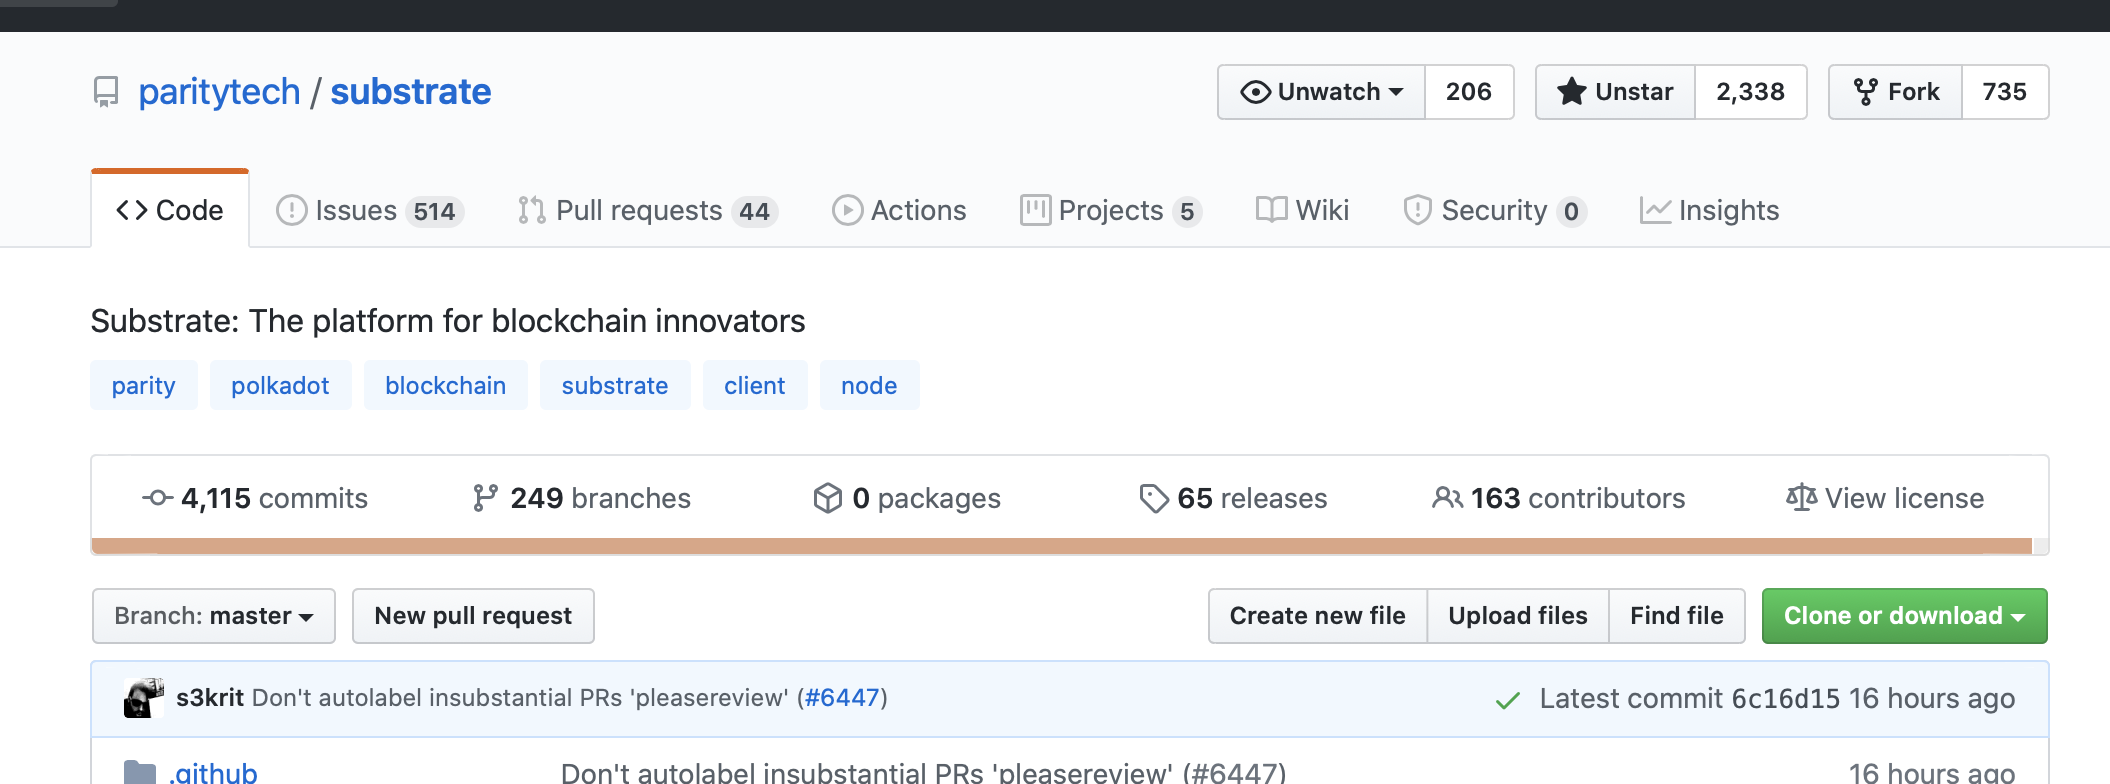 paritytech / substrate
Unwatch 206 Unstar 2,338 Fork 735
Code Issues 514 Pull requests 44 Actions Projects 5 Wiki Security 0 Insights
Substrate: The platform for blockchain innovators
parity polkadot blockchain substrate client node
4,115 commits 249 branches 0 packages 65 releases 163 contributors View license
Branch: master New pull request Create new file Upload files Find file Clone or download
s3krit Don't autolabel insubstantial PRs 'pleasereview' (#6447) Latest commit 6c16d15 16 hours ago
.github Don't autolabel insubstantial PRs 'pleasereview' (#6447) 16 hours ago